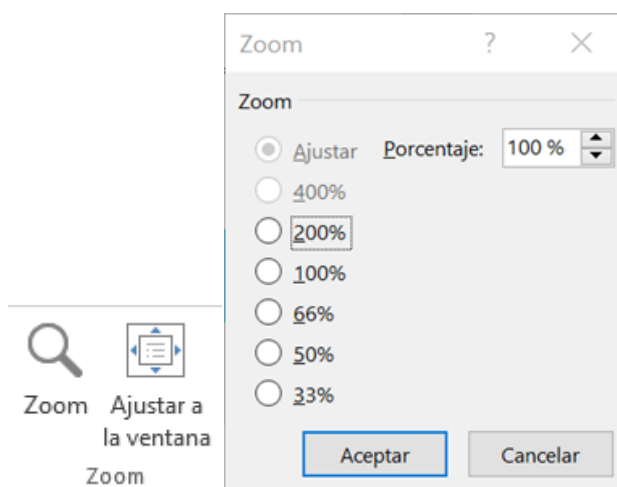 Zoom ?
Zoom
Ajustar Porcentaje: 100 %
400%
200%
100%
66%
50%
33%
Aceptar Cancelar
Zoom Ajustar a
la ventana
Zoom